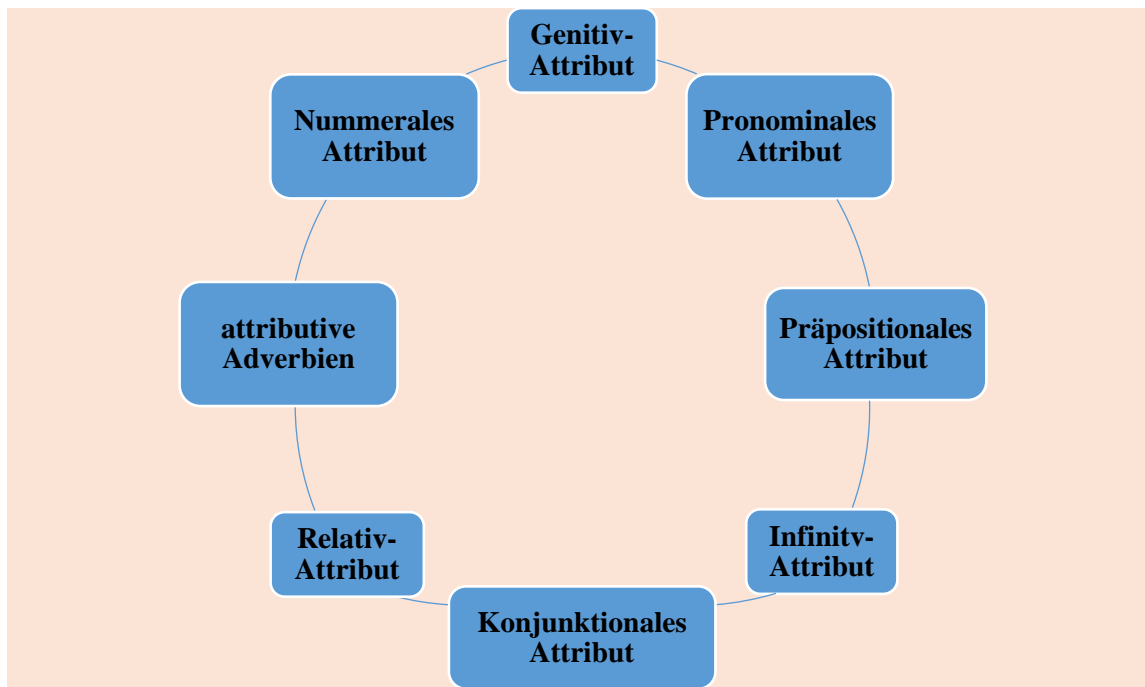 Genitiv-
Attribut
Pronominales
Attribut
Präpositionales
Attribut
Infinitv-
Attribut
Konjunktionales
Attribut
Relativ-
Attribut
attributive
Adverbien
Nummerales
Attribut